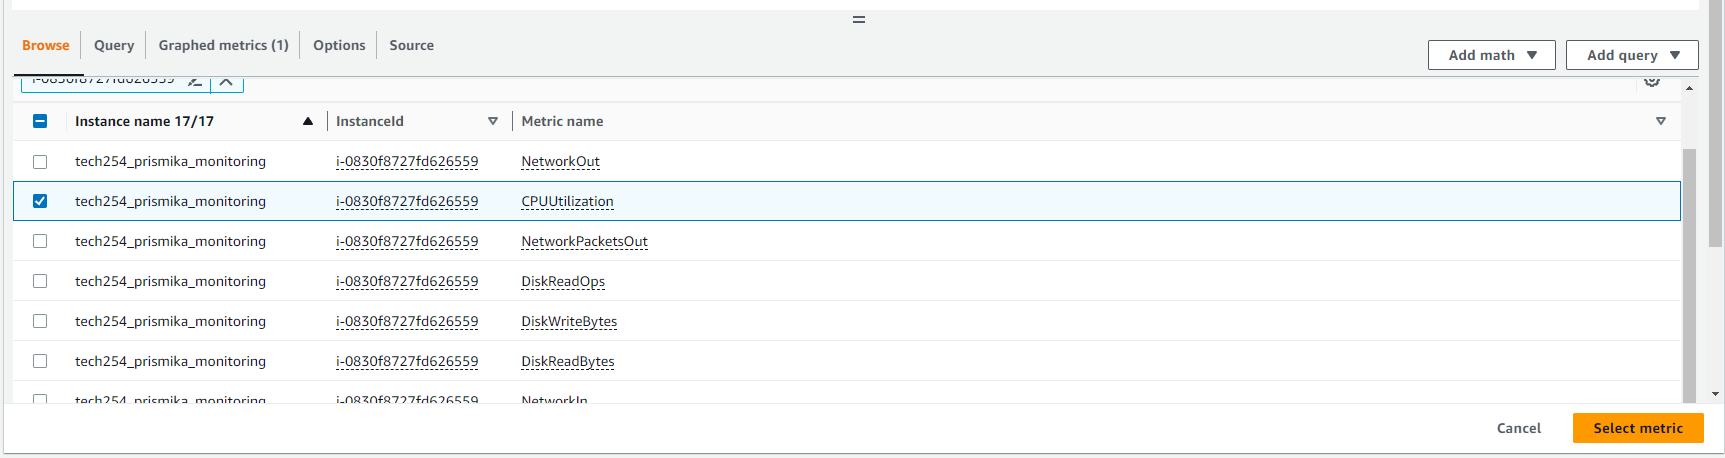 Browse Query Graphed metrics (1) Options Source
Add math Add query
i-0830f8727fd626559
Instance name 17/17 InstanceId Metric name
tech254_prismika_monitoring i-0830f8727fd626559 NetworkOut
tech254_prismika_monitoring i-0830f8727fd626559 CPUUtilization
tech254_prismika_monitoring i-0830f8727fd626559 NetworkPacketsOut
tech254_prismika_monitoring i-0830f8727fd626559 DiskReadOps
tech254_prismika_monitoring i-0830f8727fd626559 DiskWriteBytes
tech254_prismika_monitoring i-0830f8727fd626559 DiskReadBytes
tech254_prismika_monitoring i-0830f8727fd626559 NetworkIn
Cancel Select metric